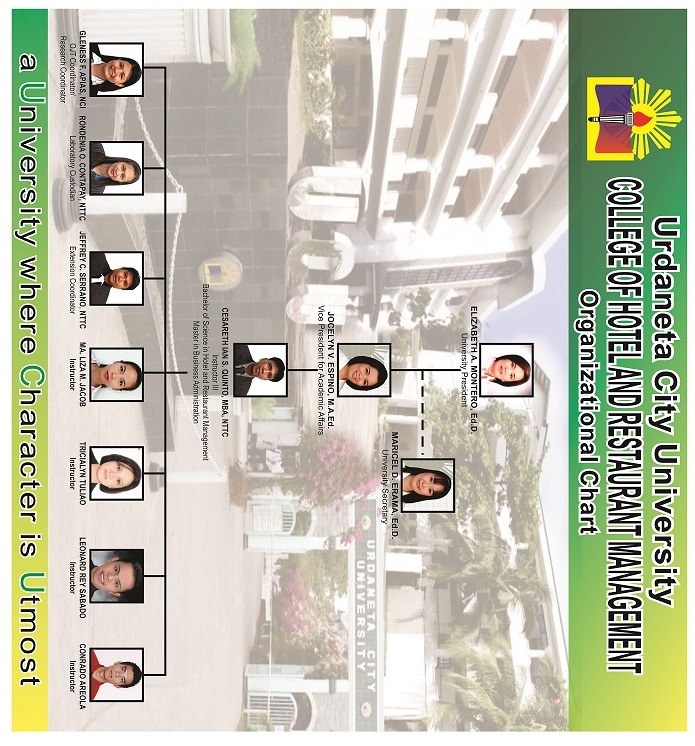 Urdaneta City University
COLLEGE OF HOTEL AND RESTAURANT MANAGEMENT
Organizational Chart
ELIZABETH A. MONTERO, Ed.D.
University President
MARICEL D. ERAMA, Ed.D.
University Secretary
JOCELYN V. ESPINO, M.A.Ed.
Vice President for Academic Affairs
URDANETA CITY
UNIVERSITY
CESARETH IAN S. QUINTO, MBA, NTTC
Instructor III
Bachelor of Science in Hotel and Restaurant Management
Master in Business Administration
GLENESS F. APIAS, NCI
OJT Coordinator/
Research Coordinator
RONDENIA O. CONTAPAY, NTTC
Laboratory Custodian
JEFFREY C. SERRANO, NTTC
Extension Coordinator
MA. LIZA M. JACOB
Instructor
TRICIALYN TULIAO
Instructor
LEONARD REY SABADO
Instructor
CONRADO AREOLA
Instructor
a University where Character is Utmost